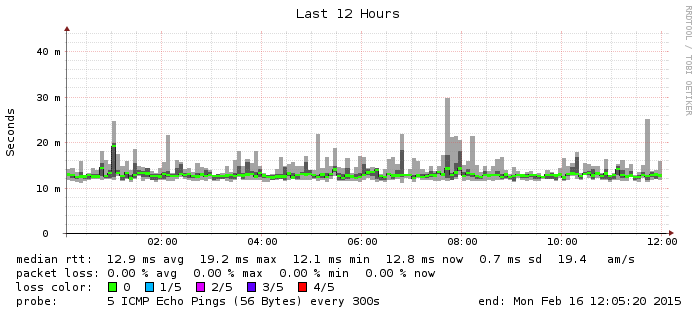 Last 12 Hours
RRDTOOL / TOBI OETIKER
Seconds
40 m
30 m
20 m
10 m
0
02:00 04:00 06:00 08:00 10:00 12:00
median rtt: 12.9 ms avg 19.2 ms max 12.1 ms min 12.8 ms now 0.7 ms sd 19.4 am/s
packet loss: 0.00 % avg 0.00 % max 0.00 % min 0.00 % now
loss color: 0 1/5 2/5 3/5 4/5
probe: 5 ICMP Echo Pings (56 Bytes) every 300s end: Mon Feb 16 12:05:20 2015